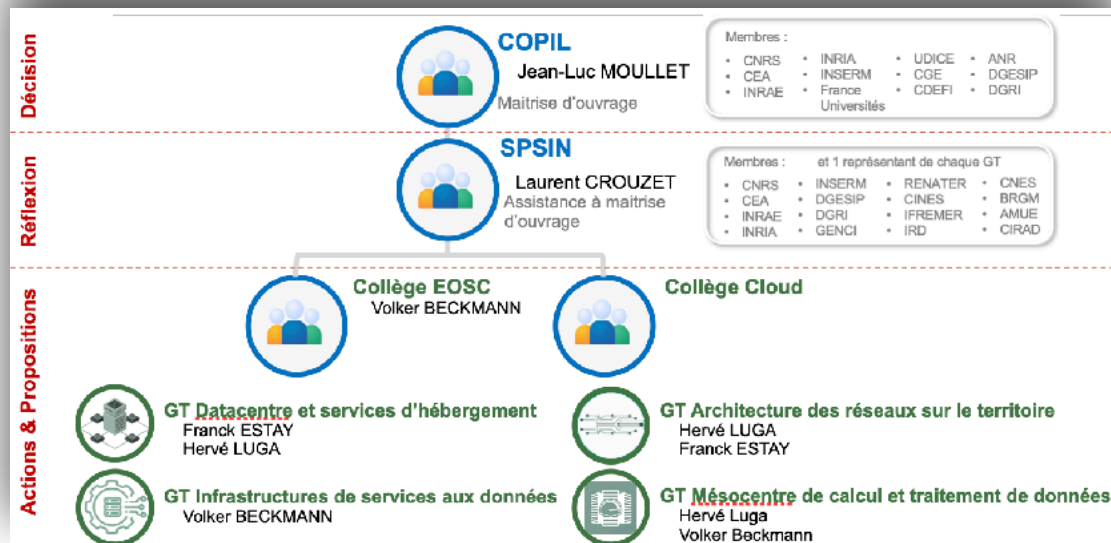 Décision
COPIL
Jean-Luc MOULLET
Maitrise d'ouvrage
Membres :
• CNRS
• CEA
• INRAE
• INRIA
• INSERM
• France
Universités
• UDICE
• CGE
• CDEFI
• ANR
• DGESIP
• DGRI
Réflexion
SPSIN
Laurent CROUZET
Assistance à maitrise
d'ouvrage
Membres : et 1 représentant de chaque GT
• CNRS
• CEA
• INRAE
• INRIA
• INSERM
• DGESIP
• DGRI
• GENCI
• RENATER
• CINES
• IFREMER
• IRD
• CNES
• BRGM
• AMUE
• CIRAD
Actions & Propositions
Collège EOSC
Volker BECKMANN
Collège Cloud
GT Datacentre et services d'hébergement
Franck ESTAY
Hervé LUGA
GT Architecture des réseaux sur le territoire
Hervé LUGA
Franck ESTAY
GT Infrastructures de services aux données
Volker BECKMANN
GT Mésocentre de calcul et traitement de données
Hervé Luga
Volker Beckmann